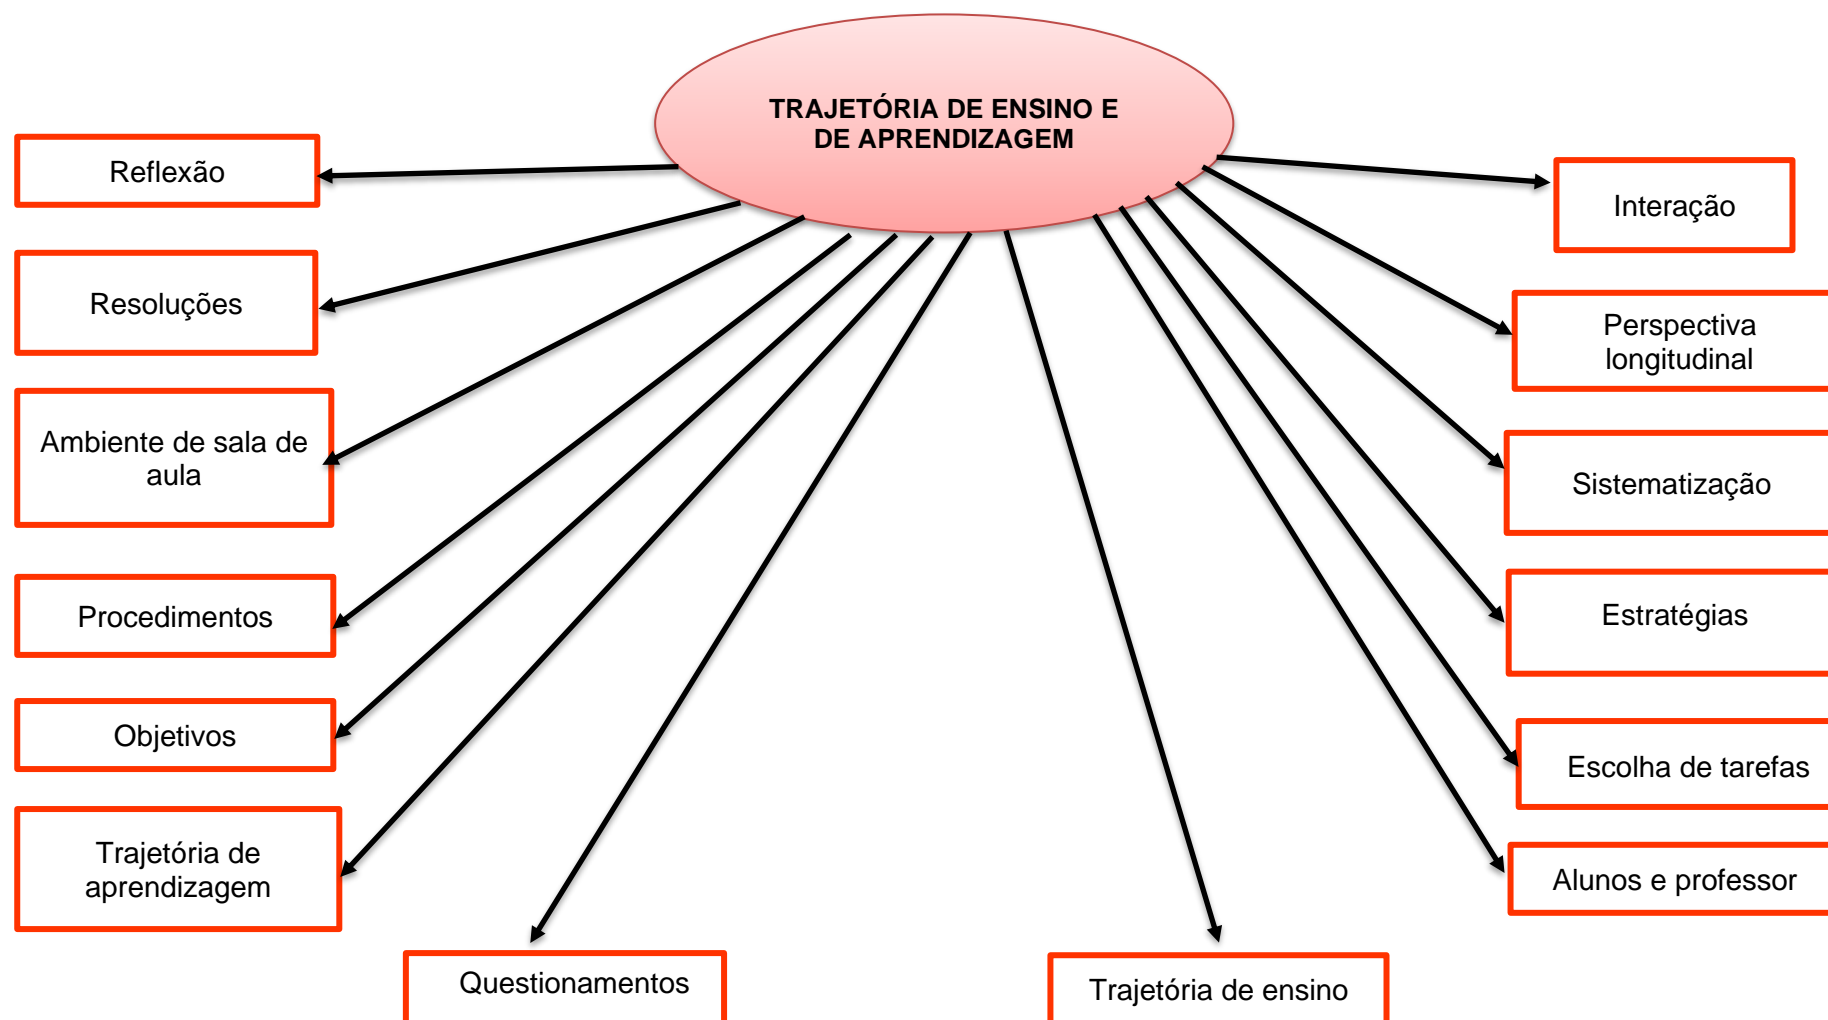 TRAJETÓRIA DE ENSINO E
DE APRENDIZAGEM
Reflexão
Resoluções
Ambiente de sala de
aula
Procedimentos
Objetivos
Trajetória de
aprendizagem
Questionamentos
Trajetória de ensino
Interação
Perspectiva
longitudinal
Sistematização
Estratégias
Escolha de tarefas
Alunos e professor